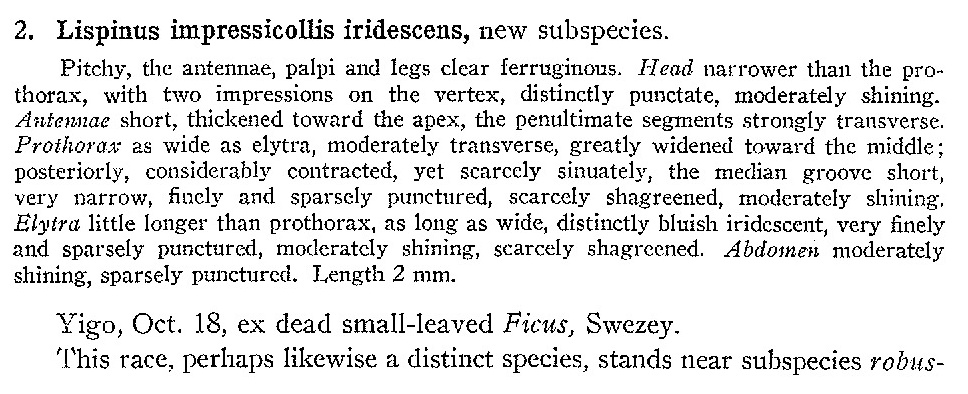 2. Lispinus impressicollis iridescens, new subspecies.
Pitchy, the antennae, palpi and legs clear ferruginous. Head narrower than the pro-
thorax, with two impressions on the vertex, distinctly punctate, moderately shining.
Antennae short, thickened toward the apex, the penultimate segments strongly transverse.
Prothorax as wide as elytra, moderately transverse, greatly widened toward the middle;
posteriorly, considerably contracted, yet scarcely sinuately, the median groove short,
very narrow, finely and sparsely punctured, scarcely shagreened, moderately shining.
Elytra little longer than prothorax, as long as wide, distinctly bluish iridescent, very finely
and sparsely punctured, moderately shining, scarcely shagreened. Abdomen moderately
shining, sparsely punctured. Length 2 mm.
Yigo, Oct. 18, ex dead small-leaved Ficus, Swezey.
This race, perhaps likewise a distinct species, stands near subspecies robus-